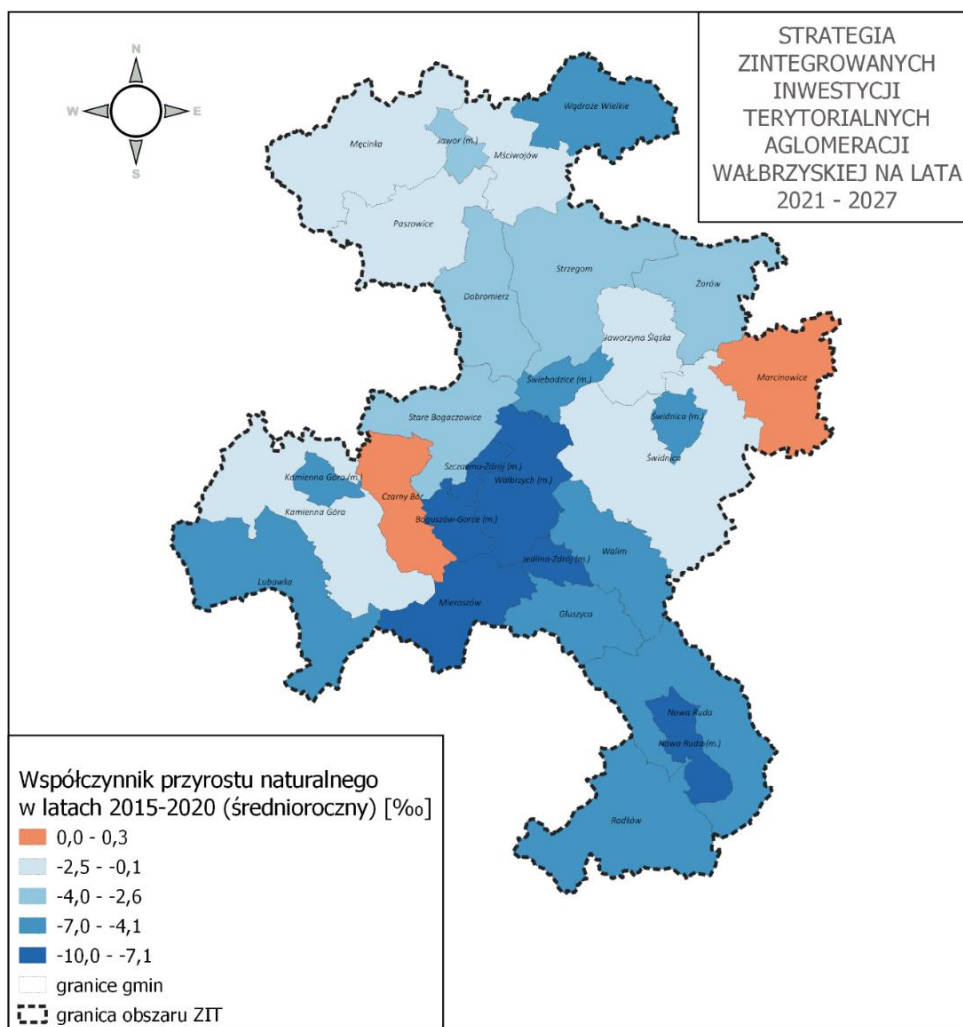 STRATEGIA
ZINTEGROWANYCH
INWESTYCJI
TERYTORIALNYCH
AGLOMERACJI
WAŁBRZYSKIEJ NA LATA
2021 - 2027
N
W
E
S
Wądroże Wielkie
Męcinka
Jawor (m.)
Mściwojów
Paszowice
Strzegom
Żarów
Dobromierz
Jaworzyna Śląska
Marcinowice
Świebodzice (m.)
Stare Bogaczowice
Świdnica (m.)
Świdnica
Szczawno-Zdrój (m.)
Kamienna Góra (m.)
Wałbrzych (m.)
Czarny Bór
Kamienna Góra
Boguszów-Gorce (m.)
Walim
Jedlina-Zdrój (m.)
Lubawka
Mieroszów
Głuszyca
Nowa Ruda
Nowa Ruda (m.)
Radków
Współczynnik przyrostu naturalnego
w latach 2015-2020 (średnioroczny) [‰]
0,0 - 0,3
-2,5 - -0,1
-4,0 - -2,6
-7,0 - -4,1
-10,0 - -7,1
granice gmin
granica obszaru ZIT